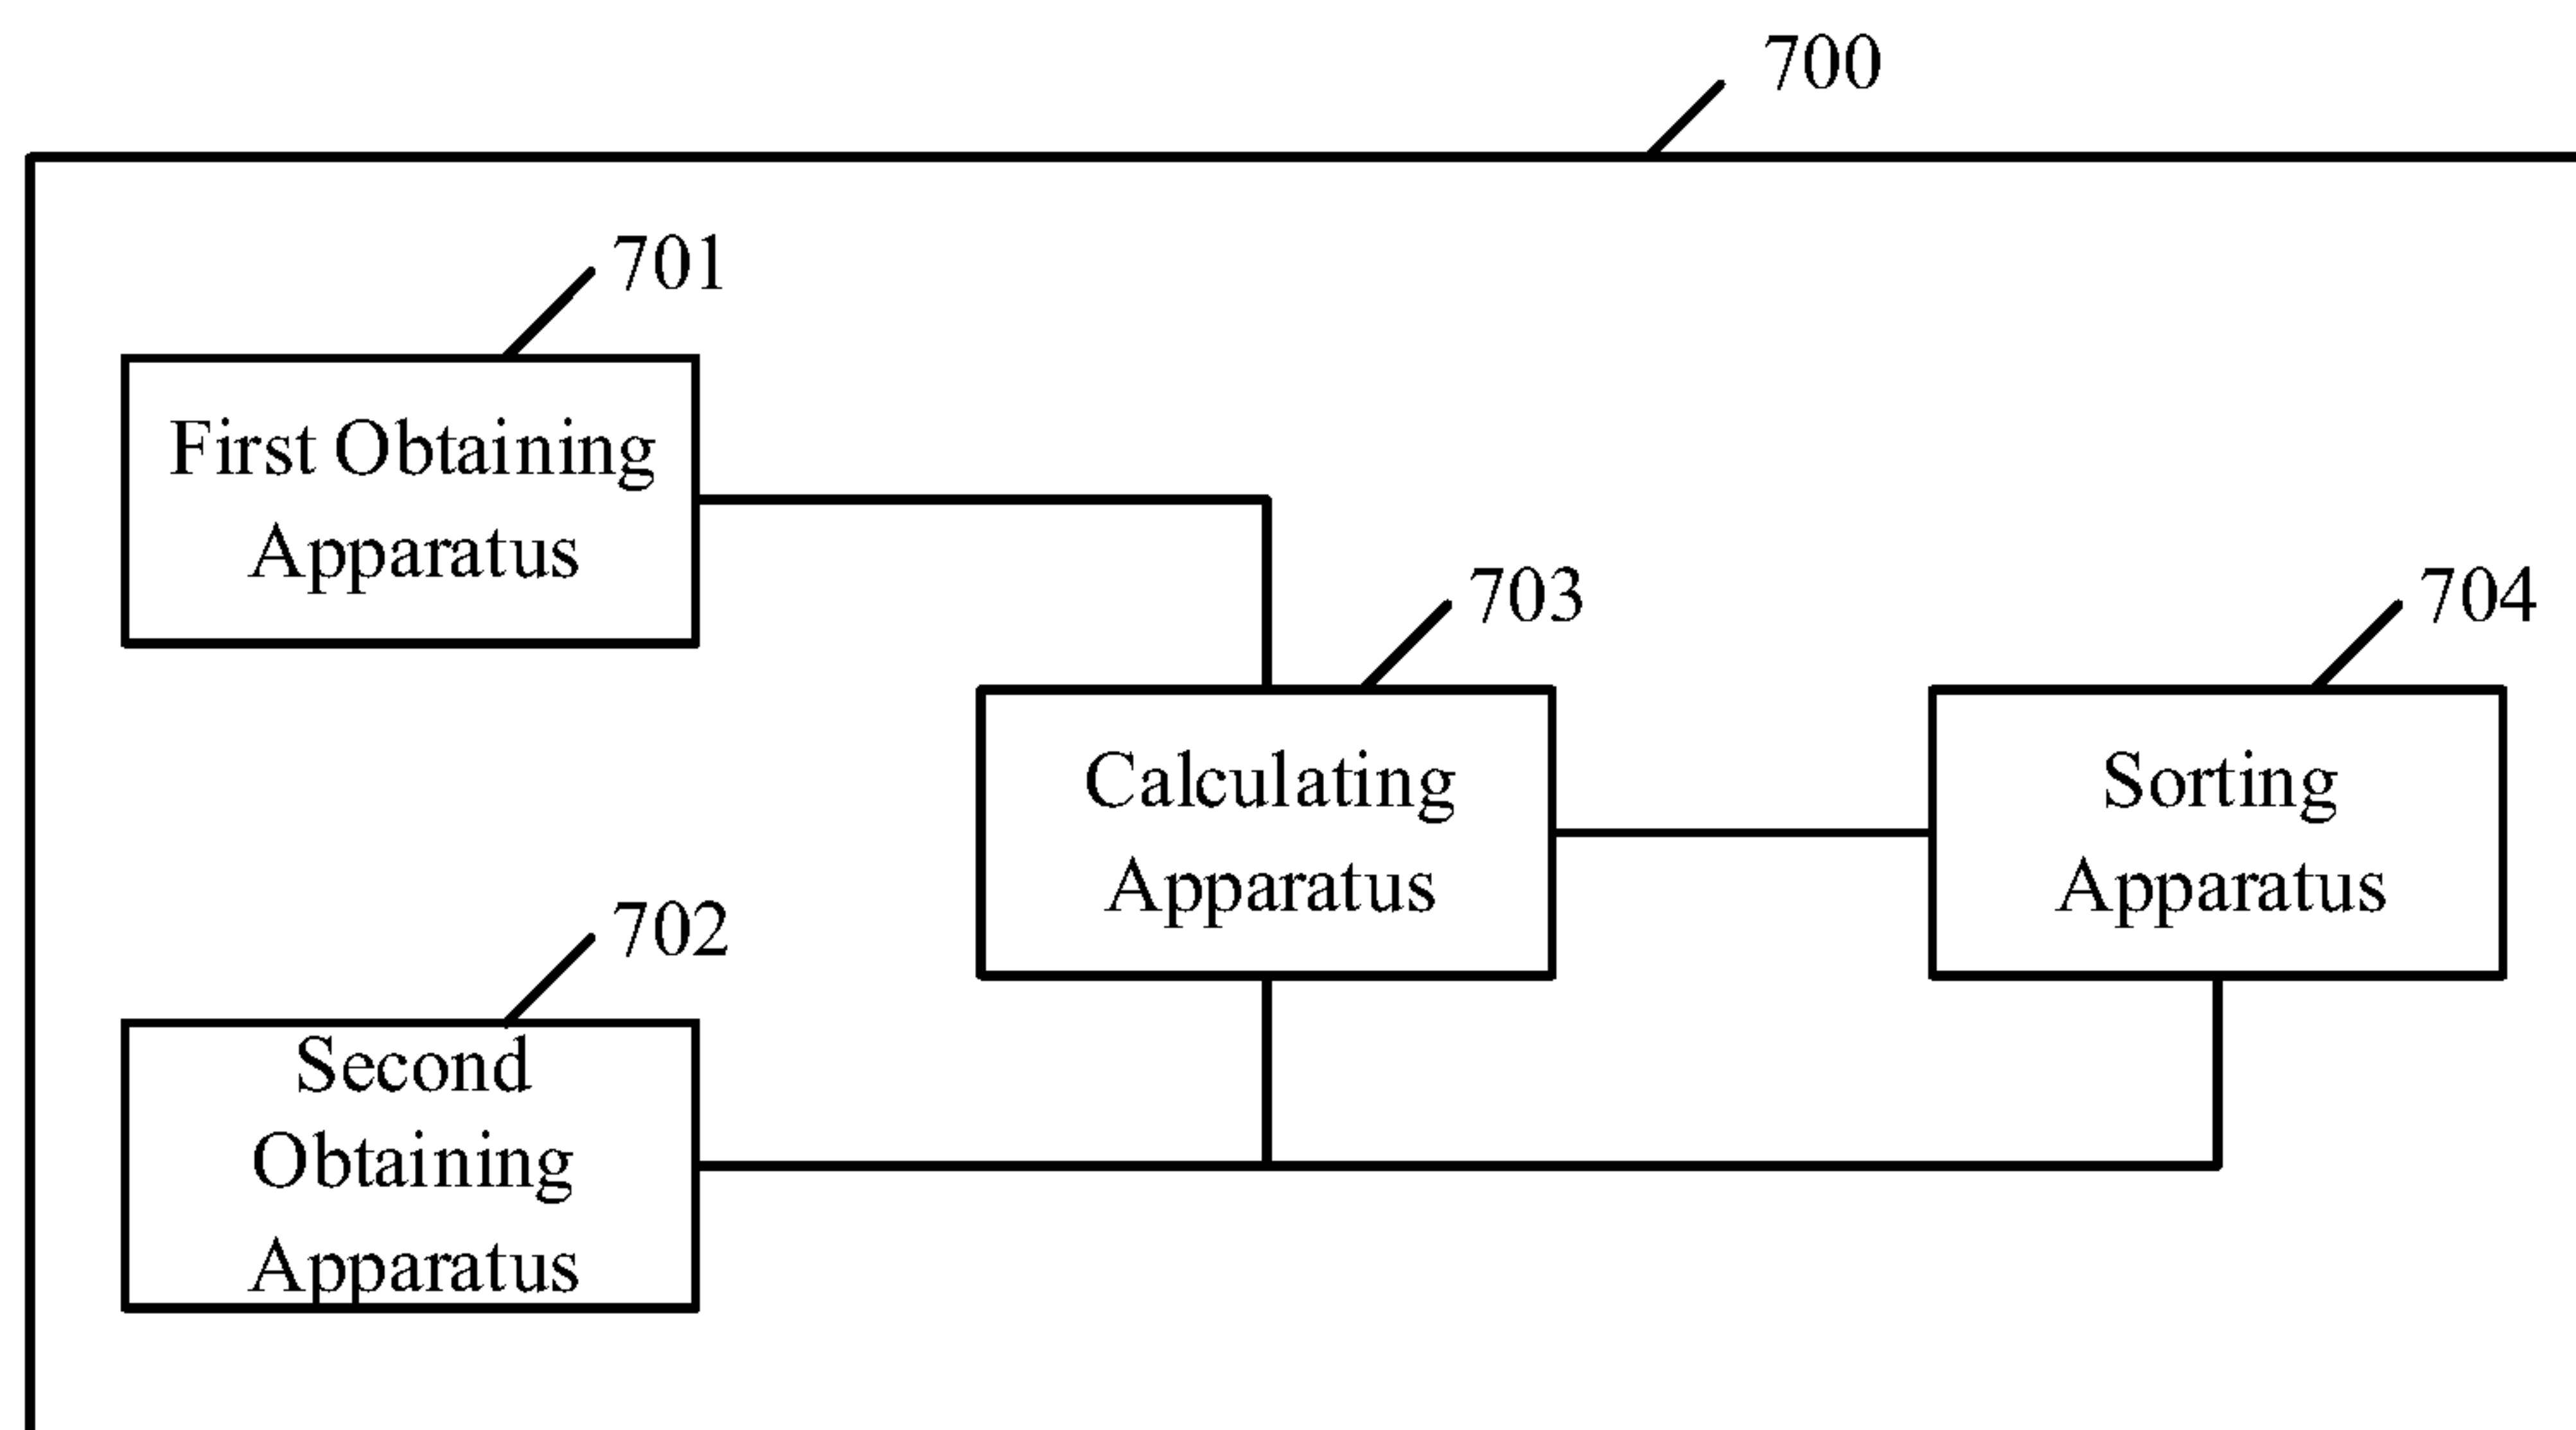 700
701
First Obtaining
Apparatus
703
Calculating
Apparatus
704
Sorting
Apparatus
702
Second
Obtaining
Apparatus